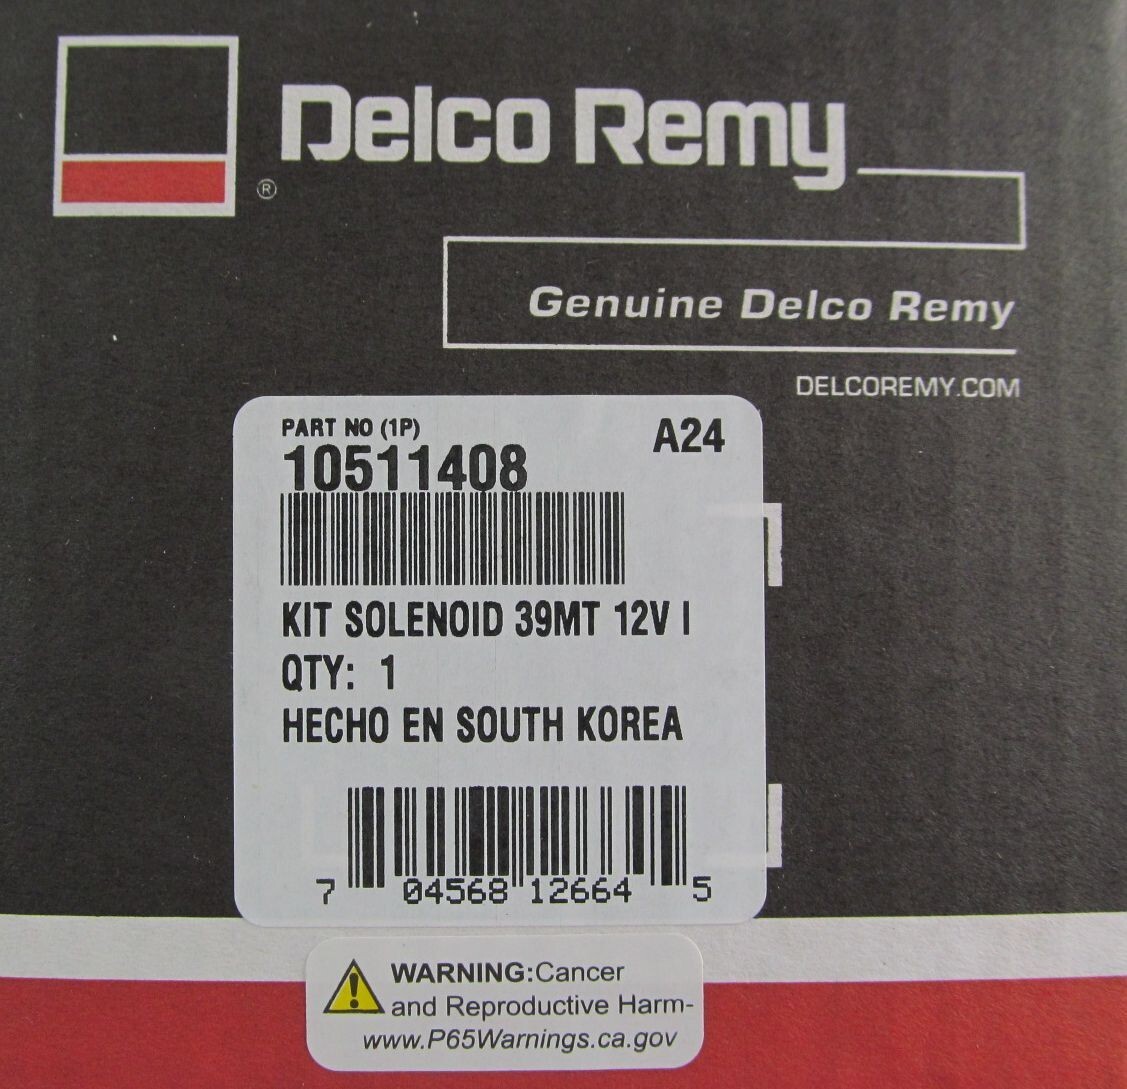 Delco Remy
®
Genuine Delco Remy
DELCOREMY.COM
PART NO (1P)
A24
10511408
KIT SOLENOID 39MT 12V I
QTY: 1
HECHO EN SOUTH KOREA
7 04568 12664 5
WARNING:Cancer
and Reproductive Harm-
www.P65Warnings.ca.gov